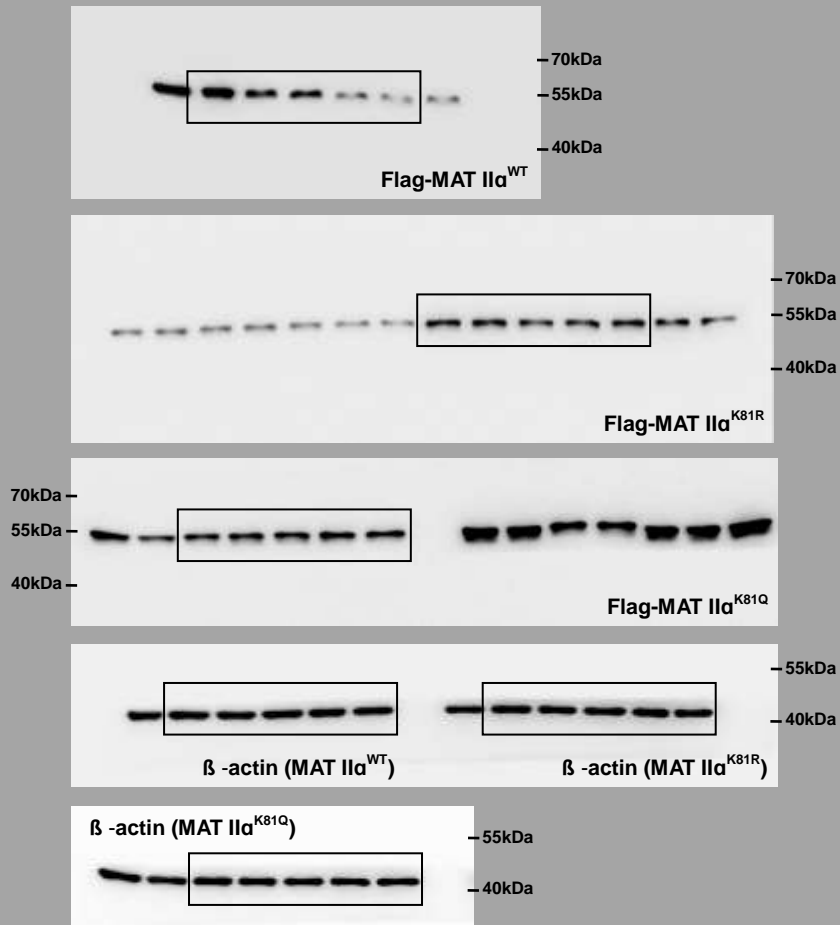 70kDa
55kDa
40kDa
Flag-MAT IIα^WT
70kDa
55kDa
40kDa
Flag-MAT IIα^K81R
70kDa
55kDa
40kDa
Flag-MAT IIα^K81Q
55kDa
40kDa
ß -actin (MAT IIα^WT)
ß -actin (MAT IIα^K81R)
ß -actin (MAT IIα^K81Q)
55kDa
40kDa